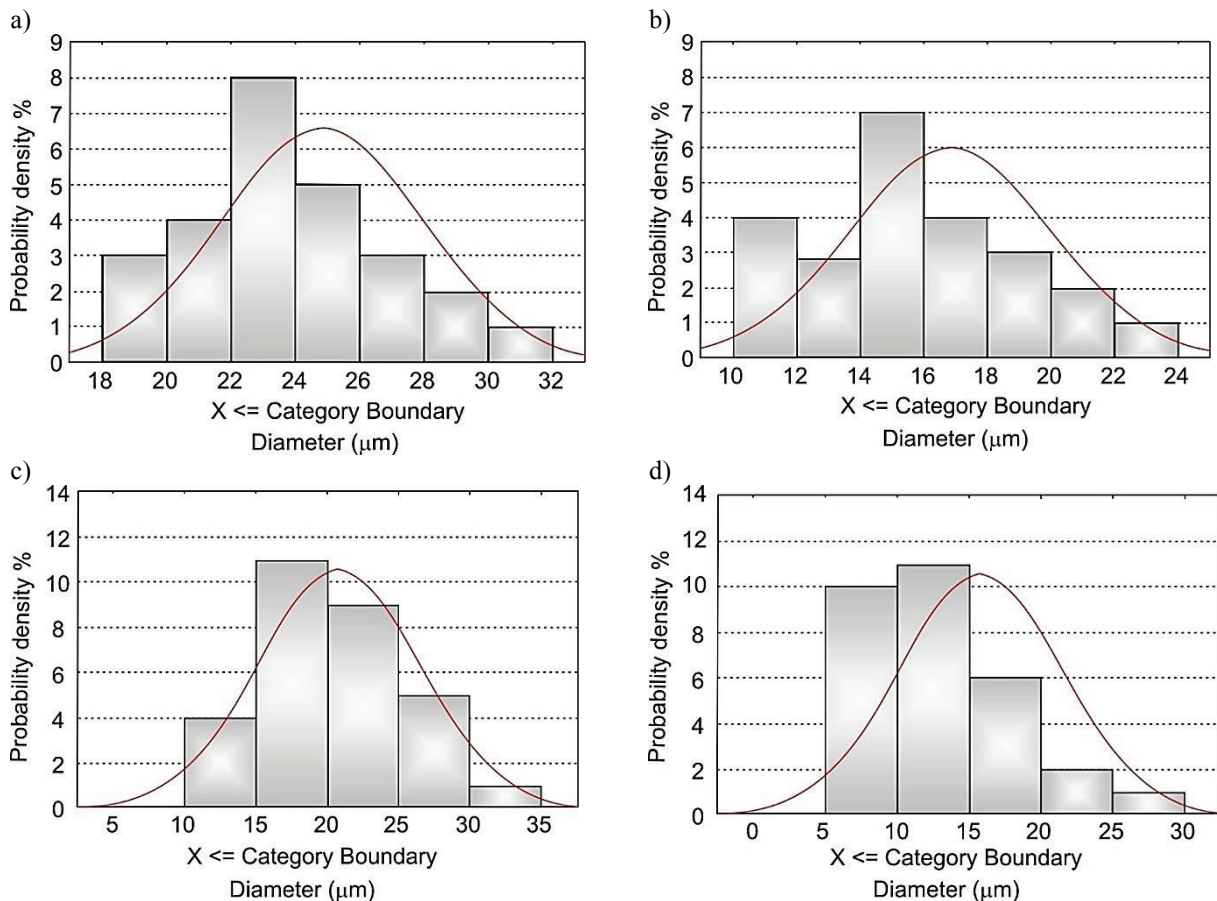 a)
9
8
7
6
5
4
3
2
1
0
Probability density %
18 20 22 24 26 28 30 32
X <= Category Boundary
Diameter (μm)
b)
9
8
7
6
5
4
3
2
1
0
Probability density %
10 12 14 16 18 20 22 24
X <= Category Boundary
Diameter (μm)
c)
14
12
10
8
6
4
2
0
Probability density %
5 10 15 20 25 30 35
X <= Category Boundary
Diameter (μm)
d)
14
12
10
8
6
4
2
0
Probability density %
0 5 10 15 20 25 30
X <= Category Boundary
Diameter (μm)